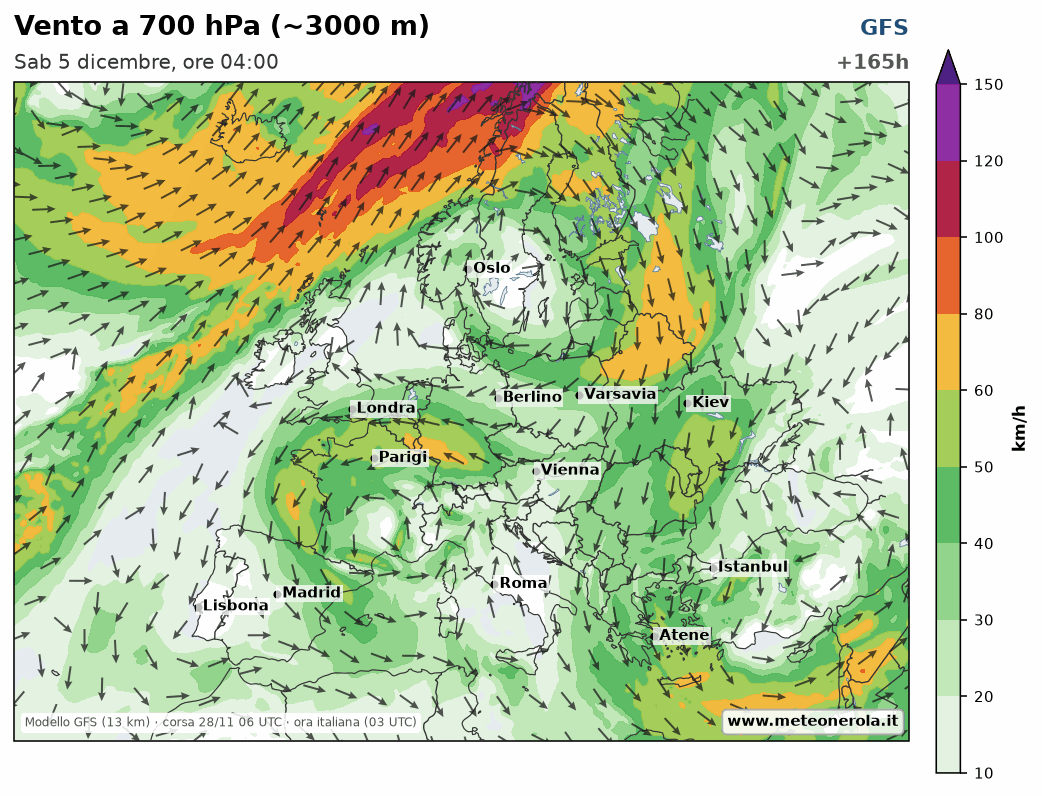 Vento a 700 hPa (~3000 m)
GFS
Sab 5 dicembre, ore 04:00
+165h
150
120
100
80
60
50
40
30
20
10
km/h
Oslo
Berlino
Varsavia
Kiev
Londra
Parigi
Vienna
Istanbul
Roma
Madrid
Lisbona
Atene
Modello GFS (13 km) · corsa 28/11 06 UTC · ora italiana (03 UTC)
www.meteonerola.it